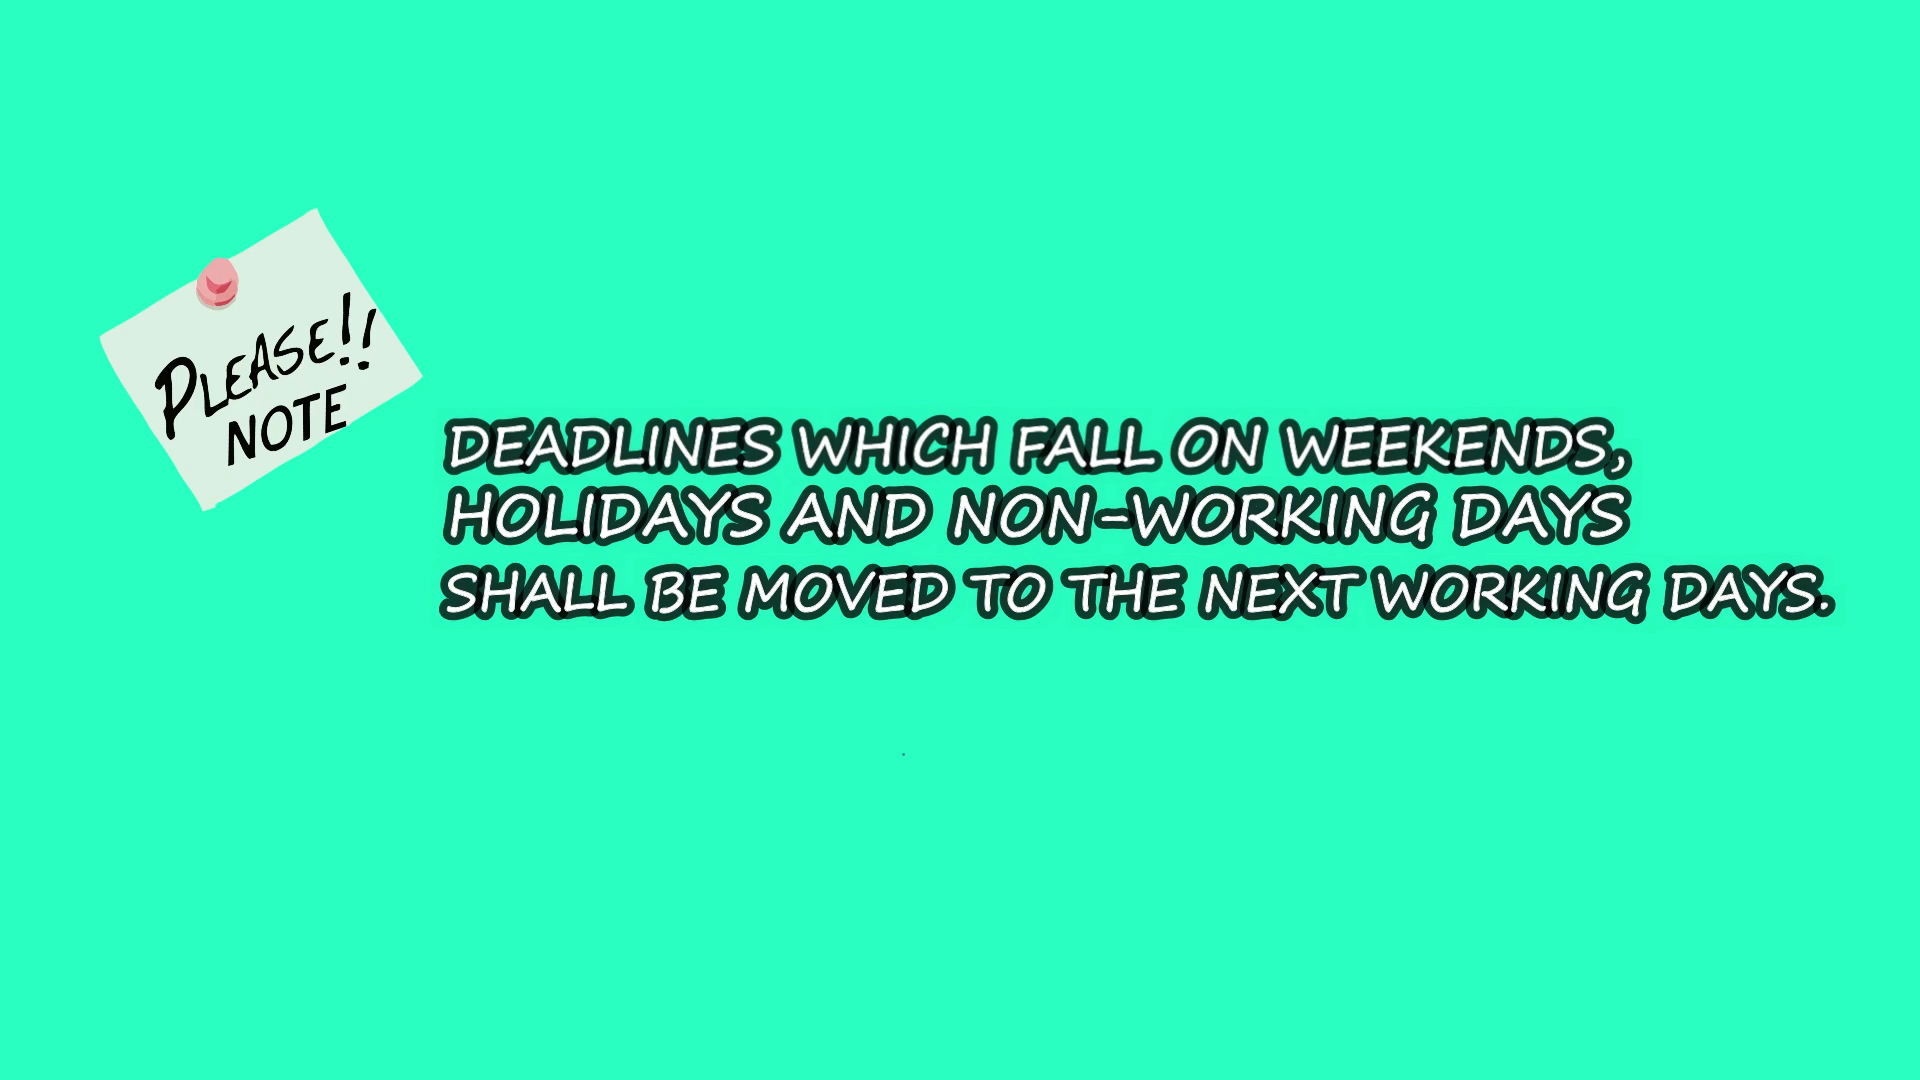 PLEASE!!
NOTE
DEADLINES WHICH FALL ON WEEKENDS,
HOLIDAYS AND NON-WORKING DAYS
SHALL BE MOVED TO THE NEXT WORKING DAYS.